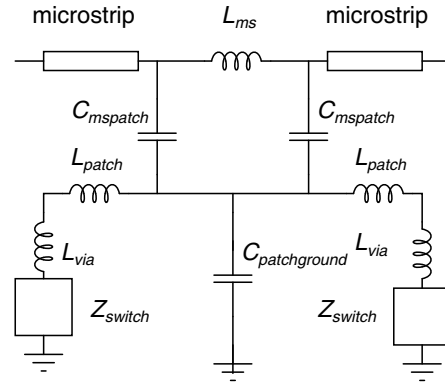 microstrip
L_ms
microstrip
C_mspatch
C_mspatch
L_patch
L_patch
L_via
L_via
C_patchground
Z_switch
Z_switch